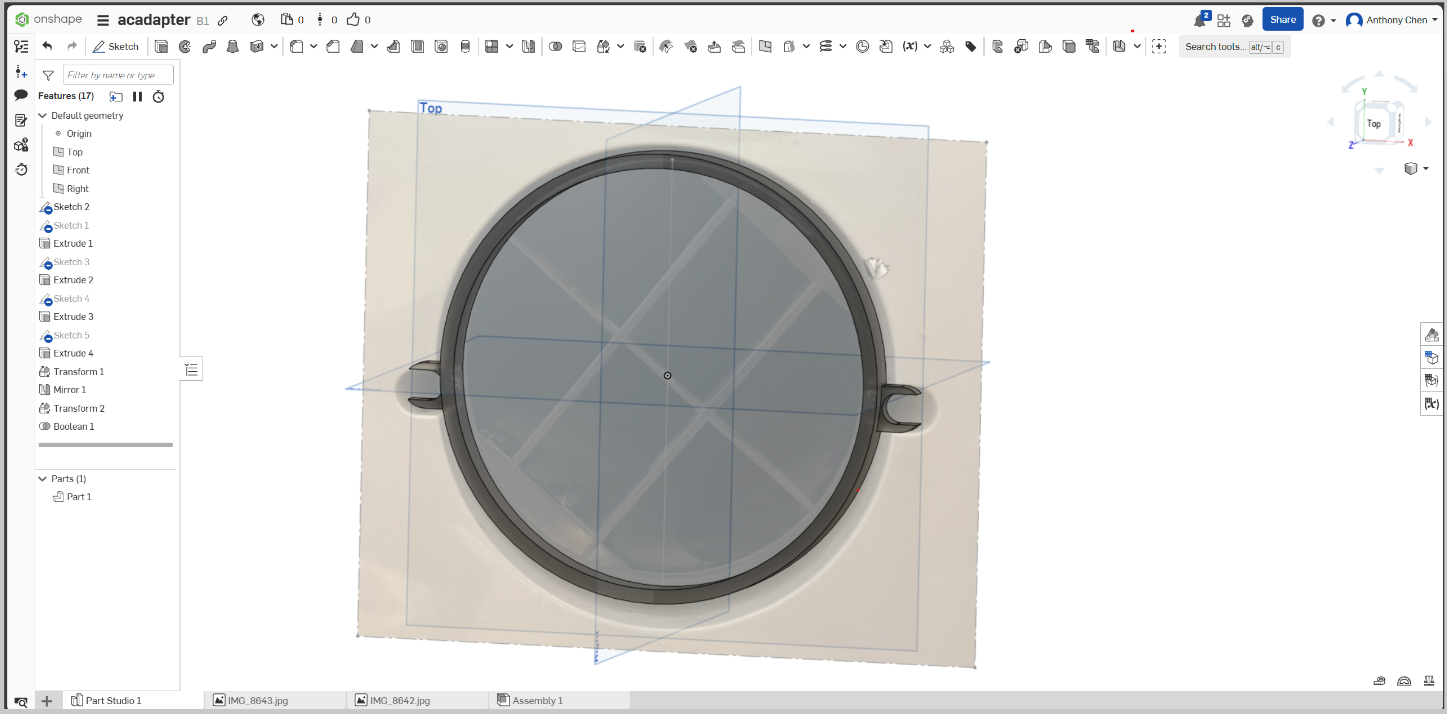 onshape acadapter B1 0 0 0 2 Share Anthony Chen
Sketch Search tools... alt/⌥ c
Filter by name or type
Features (17)
Default geometry
Origin
Top
Front
Right
Sketch 2
Sketch 1
Extrude 1
Sketch 3
Extrude 2
Sketch 4
Extrude 3
Sketch 5
Extrude 4
Transform 1
Mirror 1
Transform 2
Boolean 1
Parts (1)
Part 1
Top
Y
Top
Z X
Part Studio 1 IMG_8643.jpg IMG_8642.jpg Assembly 1